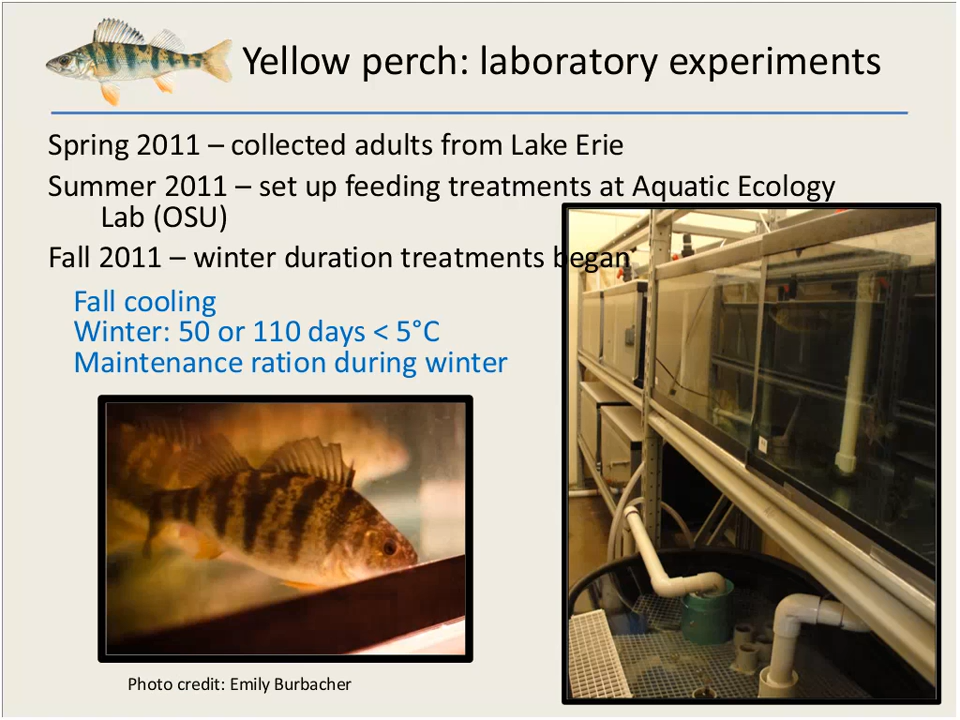 Yellow perch: laboratory experiments
Spring 2011 – collected adults from Lake Erie
Summer 2011 – set up feeding treatments at Aquatic Ecology
Lab (OSU)
Fall 2011 – winter duration treatments began
Fall cooling
Winter: 50 or 110 days < 5°C
Maintenance ration during winter
Photo credit: Emily Burbacher